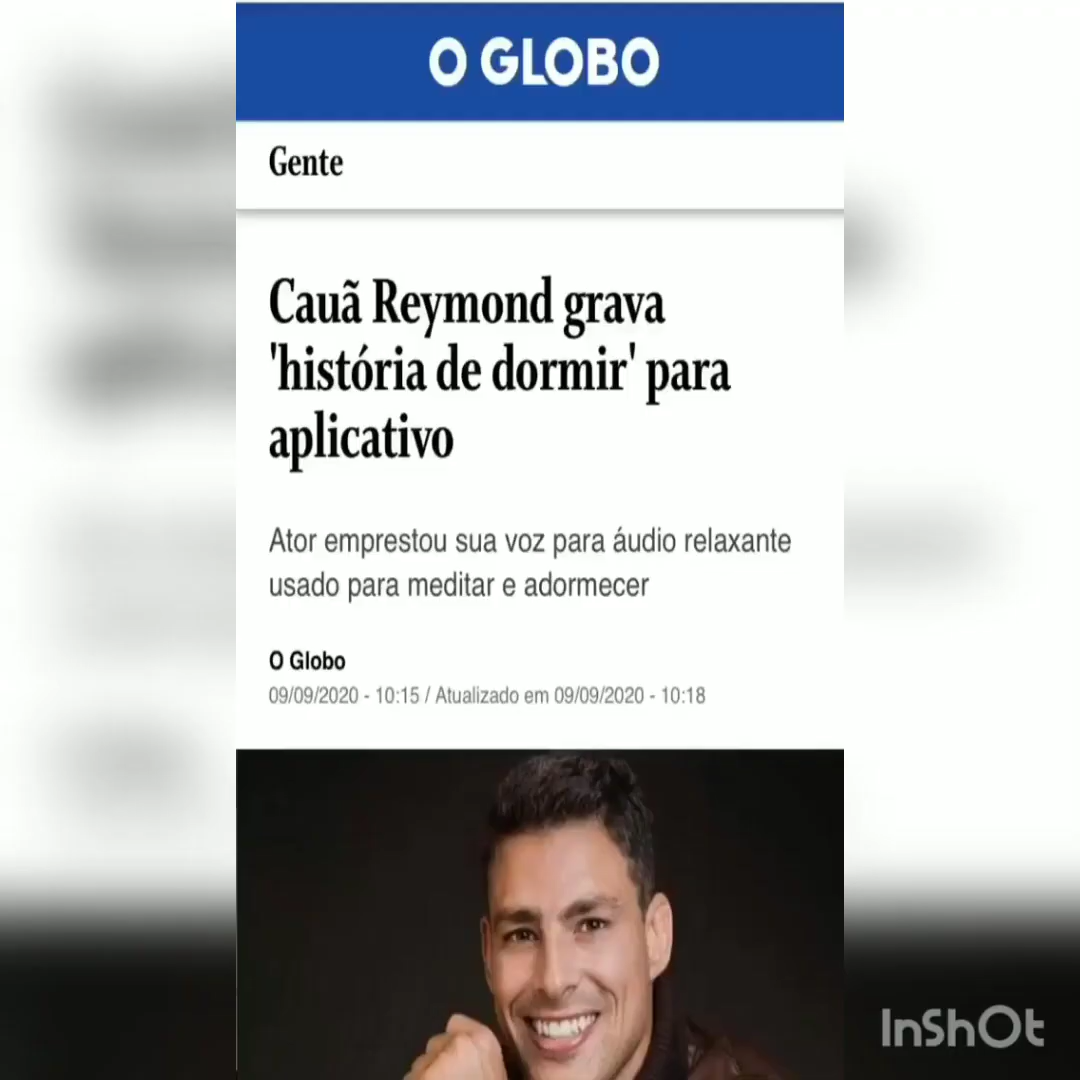 O GLOBO
Gente
Cauã Reymond grava
'história de dormir' para
aplicativo
Ator emprestou sua voz para áudio relaxante
usado para meditar e adormecer
O Globo
09/09/2020 - 10:15 / Atualizado em 09/09/2020 - 10:18
InShOt